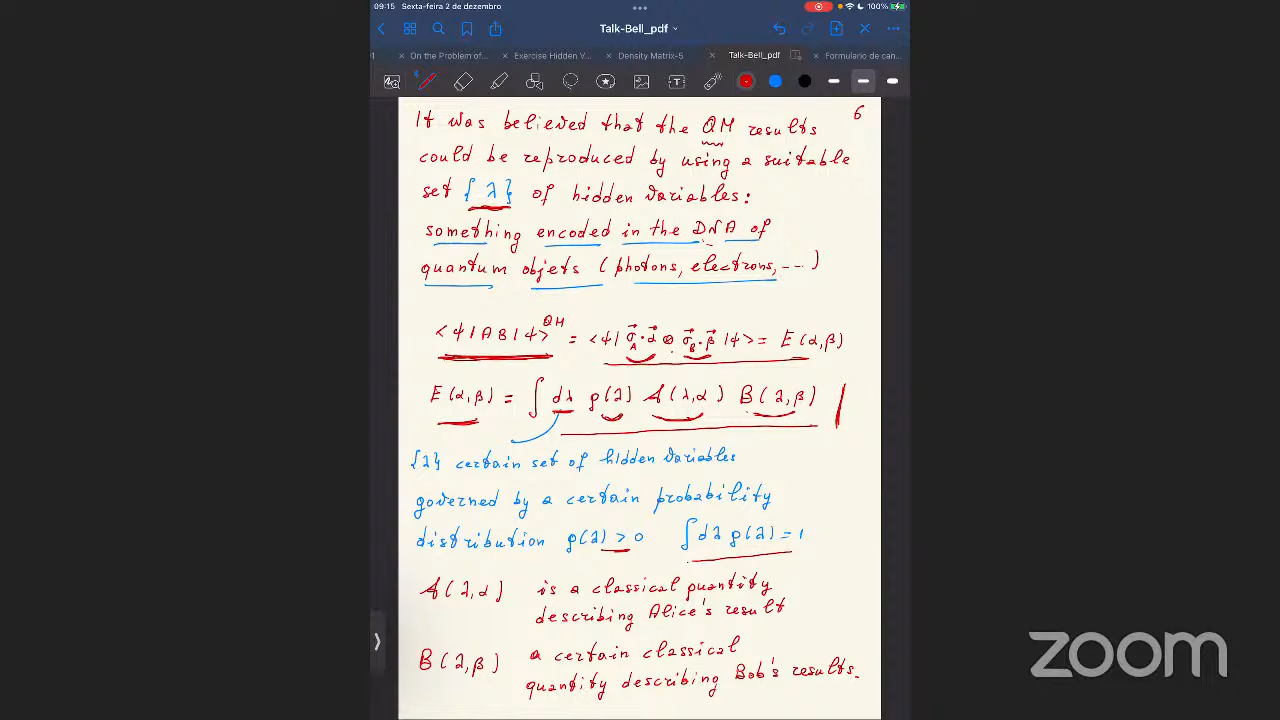 09:15 Sexta-feira 2 de dezembro
100%
Talk-Bell_pdf
On the Problem of...
Exercise Hidden V...
Density Matrix-5
Talk-Bell_pdf
Formulario de can...
6
It was believed that the QM results
could be reproduced by using a suitable
set {λ} of hidden variables:
something encoded in the DNA of
quantum objets (photons, electrons, ---)
<ψ|AB|ψ>^QM = <ψ| σ⃗_A·α⃗ ⊗ σ⃗_B·β⃗ |ψ> = E(α,β)
E(α,β) = ∫ dλ ρ(λ) A(λ,α) B(λ,β)
{λ} certain set of hidden variables
governed by a certain probability
distribution ρ(λ) > 0 ∫dλ ρ(λ) = 1
A(λ,α) is a classical quantity
describing Alice's result
B(λ,β) a certain classical
quantity describing Bob's results.
zoom